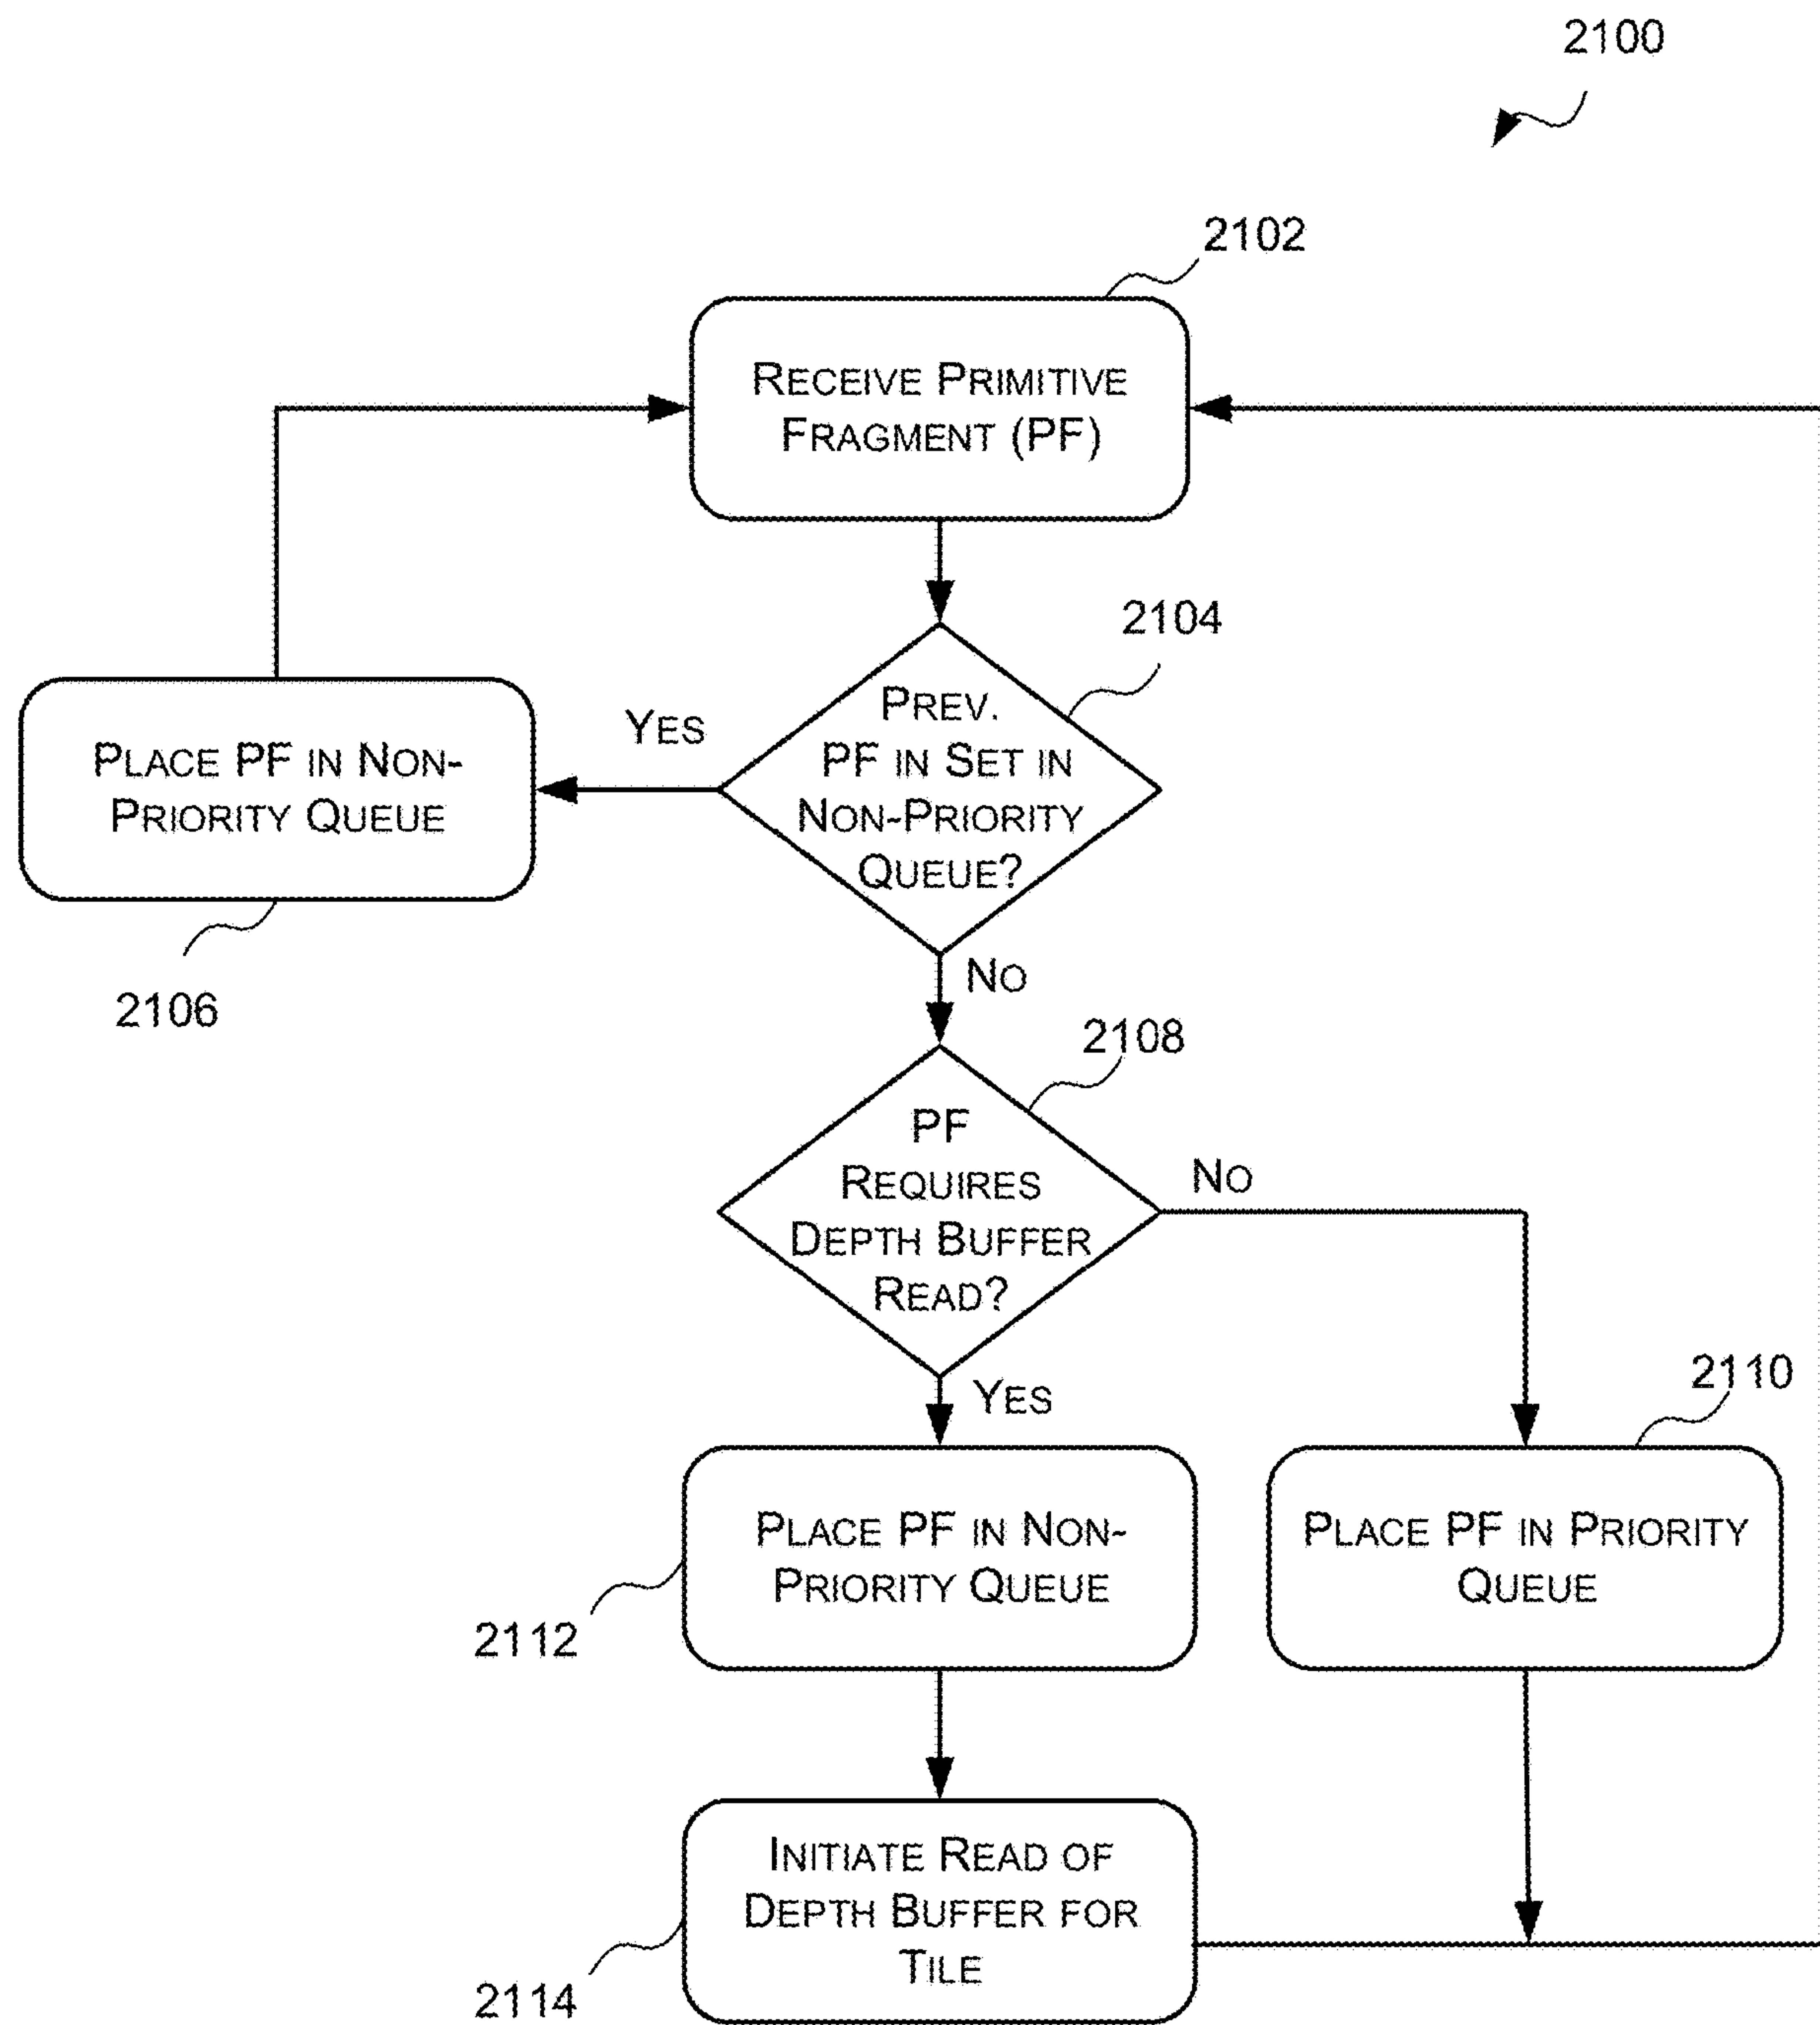 2100
2102
RECEIVE PRIMITIVE
FRAGMENT (PF)
2104
PREV.
PF IN SET IN
NON-PRIORITY
QUEUE?
YES
PLACE PF IN NON-
PRIORITY QUEUE
2106
NO
2108
PF
REQUIRES
DEPTH BUFFER
READ?
NO
YES
2110
PLACE PF IN NON-
PRIORITY QUEUE
2112
PLACE PF IN PRIORITY
QUEUE
INITIATE READ OF
DEPTH BUFFER FOR
TILE
2114